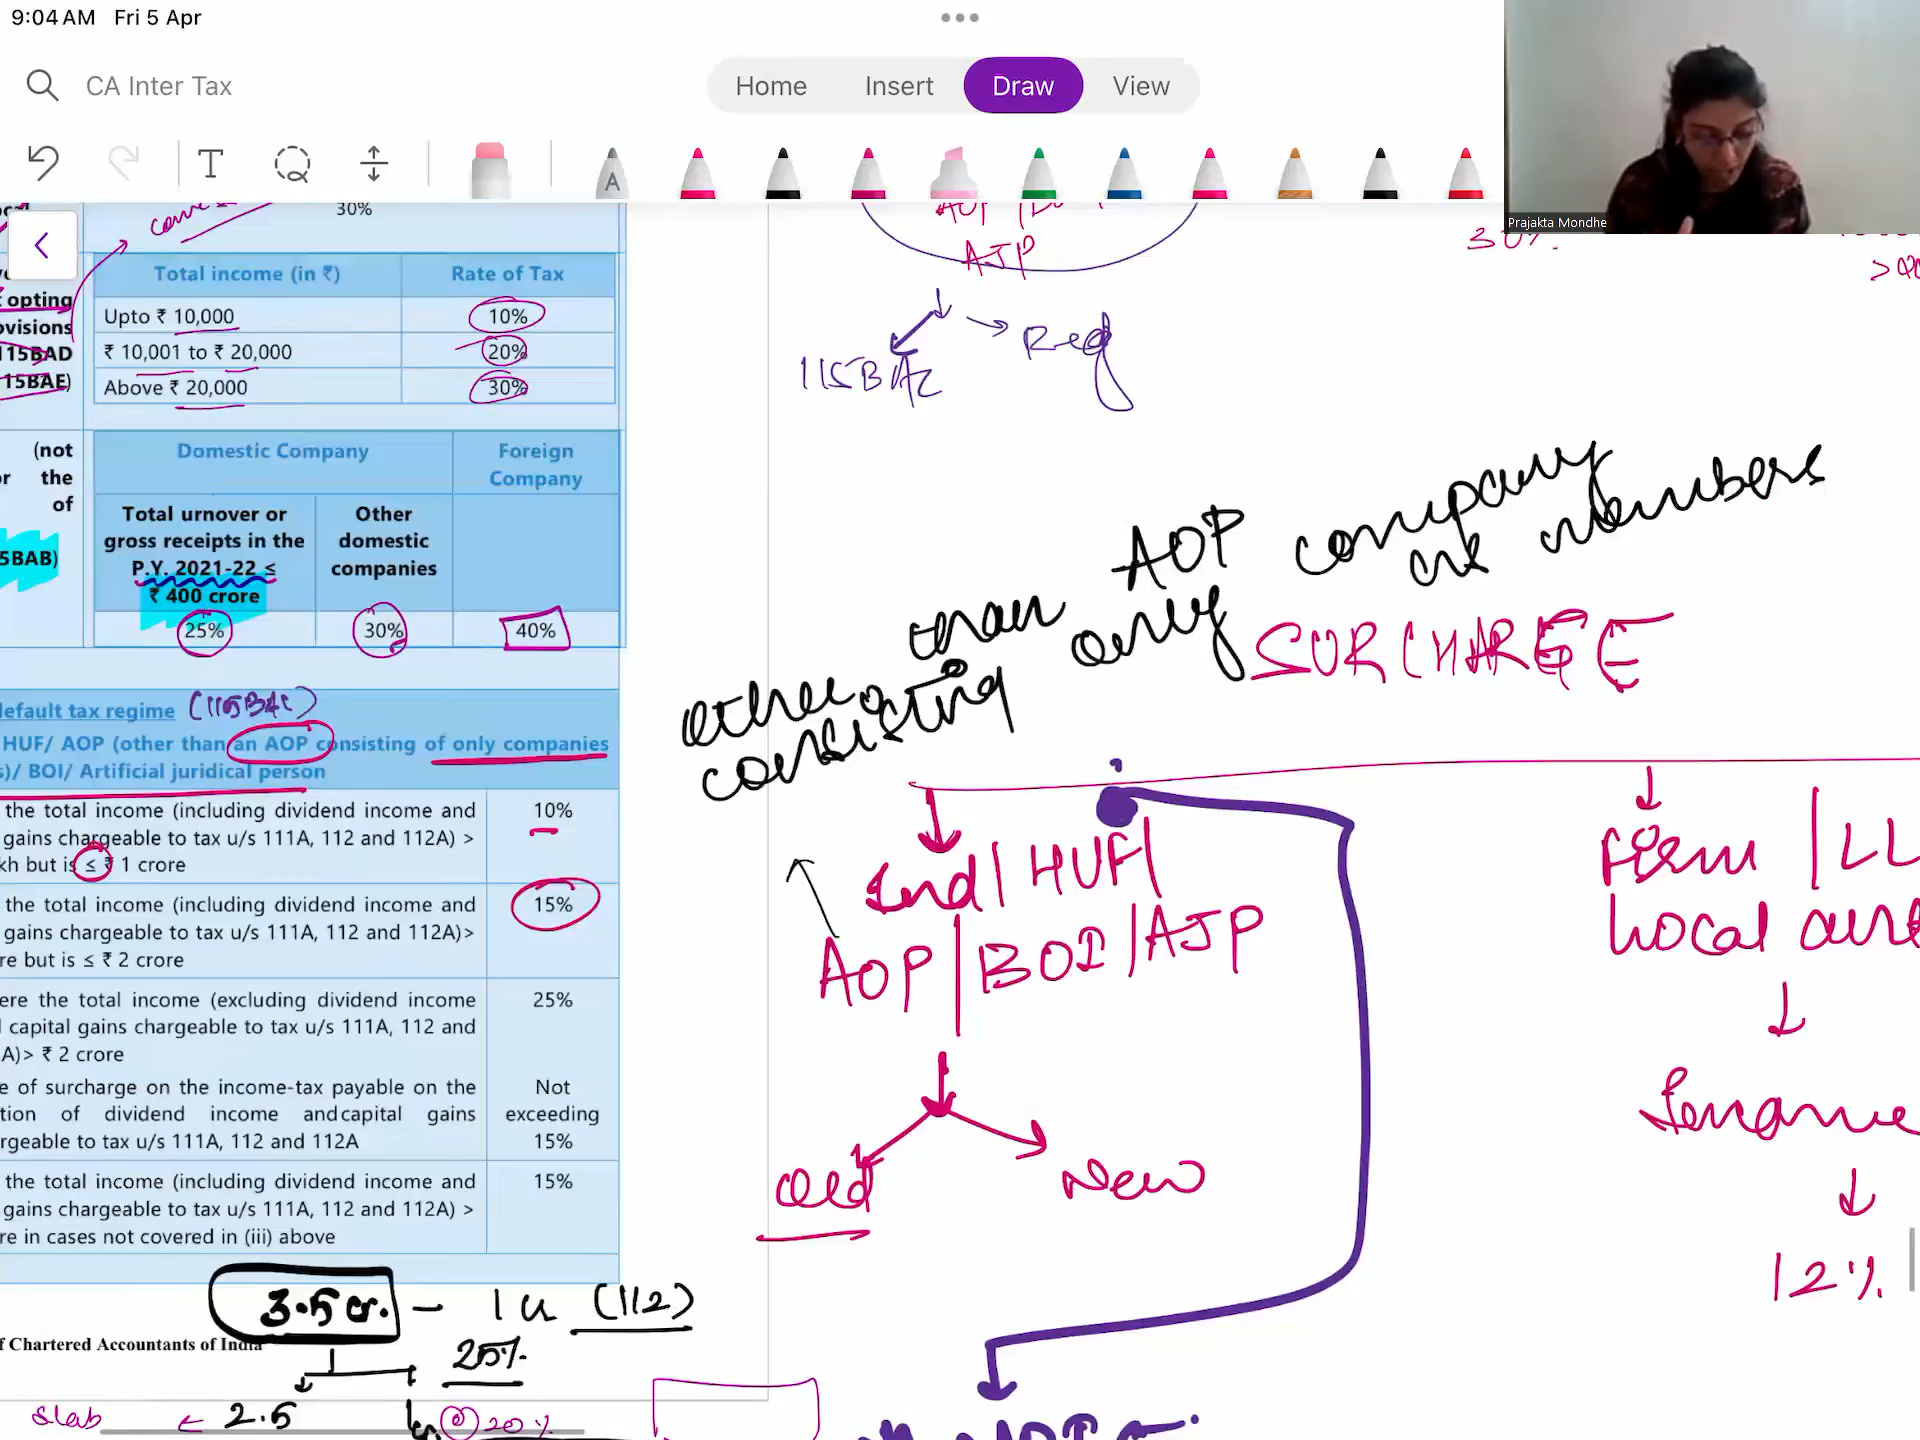 9:04 AM Fri 5 Apr
CA Inter Tax
Home Insert Draw View
A
Prajakta Mondhe
30%
Total income (in ₹) Rate of Tax
Upto ₹ 10,000 10%
₹ 10,001 to ₹ 20,000 20%
Above ₹ 20,000 30%
opting
ovisions
115BAD
15BAE)
(not
r the
of
5BAB)
Domestic Company Foreign Company
Total urnover or gross receipts in the P.Y. 2021-22 ≤ ₹ 400 crore
Other domestic companies
25% 30% 40%
default tax regime (115BAC)
HUF/ AOP (other than an AOP consisting of only companies
s)/ BOI/ Artificial juridical person
the total income (including dividend income and 10%
gains chargeable to tax u/s 111A, 112 and 112A) >
kh but is ≤ ₹ 1 crore
the total income (including dividend income and 15%
gains chargeable to tax u/s 111A, 112 and 112A)>
re but is ≤ ₹ 2 crore
ere the total income (excluding dividend income 25%
l capital gains chargeable to tax u/s 111A, 112 and
A)> ₹ 2 crore
e of surcharge on the income-tax payable on the Not
tion of dividend income andcapital gains exceeding
rgeable to tax u/s 111A, 112 and 112A 15%
the total income (including dividend income and 15%
gains chargeable to tax u/s 111A, 112 and 112A) >
re in cases not covered in (iii) above
3.5 cr. – 1 cr (112)
f Chartered Accountants of India
25%
slab ← 2.5
20%
AOP
AJP
30%.
115BAC
Reg
other than AOP company
consisting only as members
SURCHARGE
Ind | HUF |
AOP | BOI | AJP
Old New
Firm | LL
Local
12%